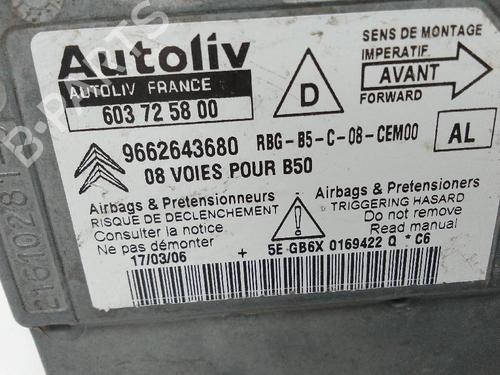 Autoliv
AUTOLIV FRANCE
603 72 58 00
D
SENS DE MONTAGE
IMPERATIF
AVANT
FORWARD
9662643680
RBG-B5-C-08-CEM00
AL
08 VOIES POUR B50
Airbags & Pretensionneurs
RISQUE DE DECLENCHEMENT
Consulter la notice
Ne pas démonter
17/03/06
Airbags & Pretensioners
TRIGGERING HASARD
Do not remove
Read manual
+ 5E GB6X 0169422 Q * C6
B-PARTS